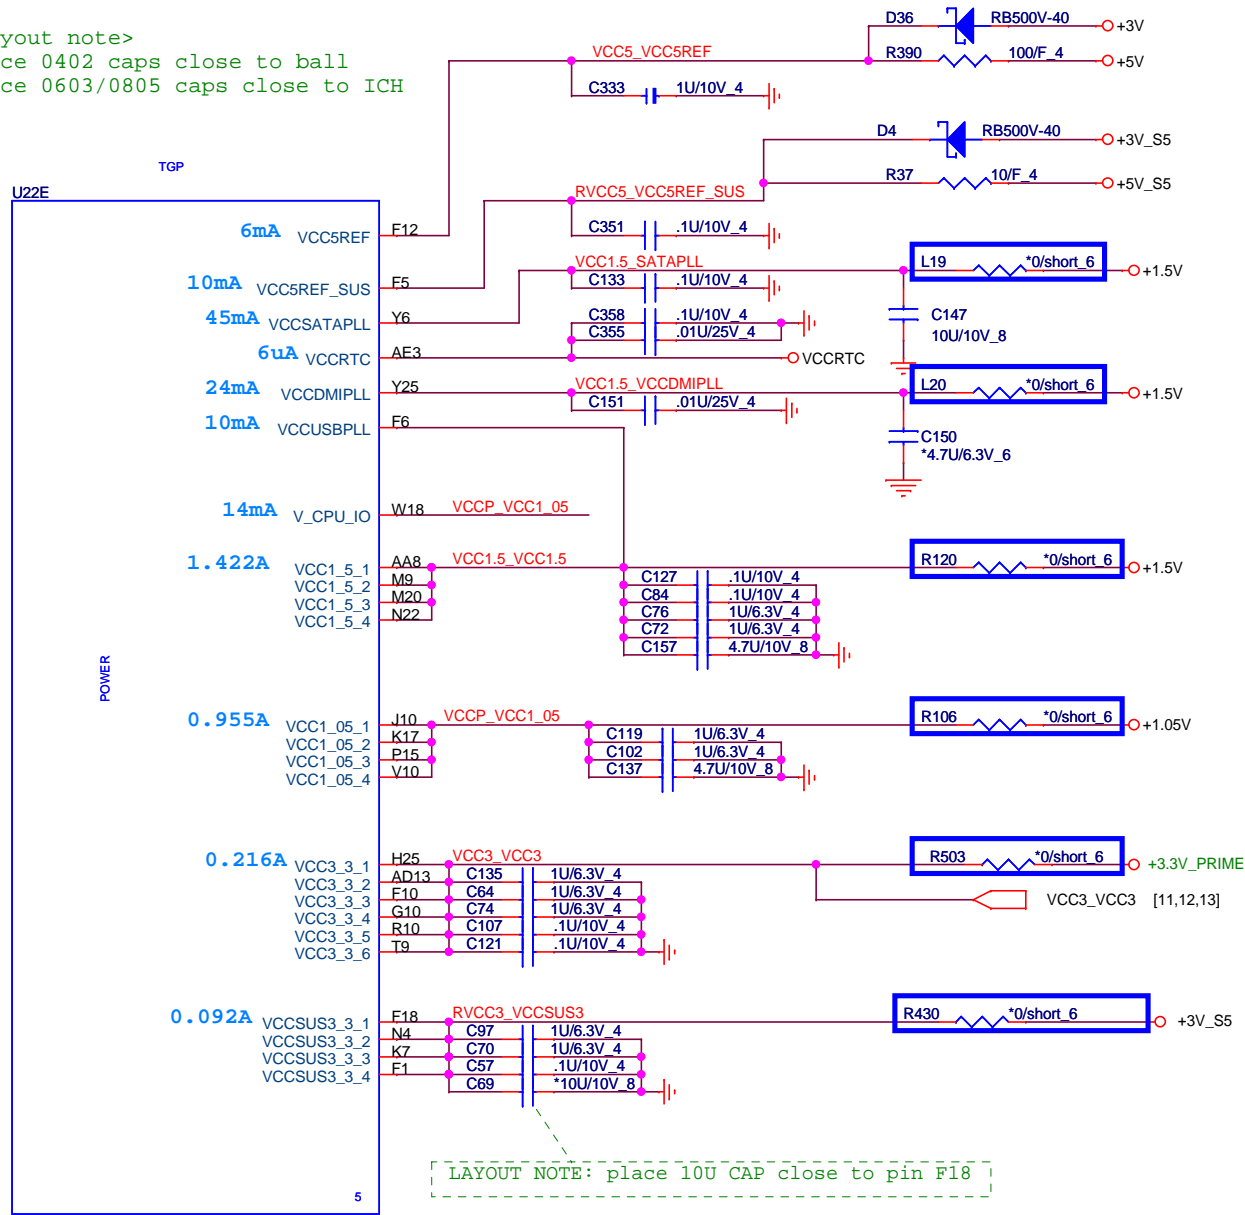 D36 RB500V-40 +3V
yout note>
ce 0402 caps close to ball
ce 0603/0805 caps close to ICH
VCC5_VCC5REF R390 100/F_4 +5V
C333 1U/10V_4
D4 RB500V-40 +3V_S5
TGP
R37 10/F_4 +5V_S5
U22E
RVCC5_VCC5REF_SUS
6mA VCC5REF F12
C351 .1U/10V_4
VCC1.5_SATAPLL L19 *0/short_6 +1.5V
10mA VCC5REF_SUS F5
C133 .1U/10V_4
45mA VCCSATAPLL Y6
C358 .1U/10V_4
C147
10U/10V_8
C355 .01U/25V_4
6uA VCCRTC AE3 VCCRTC
24mA VCCDMIPLL Y25
VCC1.5_VCCDMIPLL L20 *0/short_6 +1.5V
C151 .01U/25V_4
10mA VCCUSBPLL F6
C150
*4.7U/6.3V_6
14mA V_CPU_IO W18 VCCP_VCC1_05
1.422A VCC1_5_1 AA8 VCC1.5_VCC1.5 R120 *0/short_6 +1.5V
VCC1_5_2 M9 C127 .1U/10V_4
VCC1_5_3 M20 C84 .1U/10V_4
VCC1_5_4 N22 C76 1U/6.3V_4
C72 1U/6.3V_4
C157 4.7U/10V_8
POWER
0.955A VCC1_05_1 J10 VCCP_VCC1_05 R106 *0/short_6 +1.05V
VCC1_05_2 K17 C119 1U/6.3V_4
VCC1_05_3 P15 C102 1U/6.3V_4
VCC1_05_4 V10 C137 4.7U/10V_8
0.216A VCC3_3_1 H25 VCC3_VCC3 R503 *0/short_6 +3.3V_PRIME
VCC3_3_2 AD13 C135 1U/6.3V_4
VCC3_3_3 F10 C64 1U/6.3V_4
VCC3_VCC3 [11,12,13]
VCC3_3_4 G10 C74 1U/6.3V_4
VCC3_3_5 R10 C107 .1U/10V_4
VCC3_3_6 T9 C121 .1U/10V_4
0.092A VCCSUS3_3_1 F18 RVCC3_VCCSUS3 R430 *0/short_6 +3V_S5
VCCSUS3_3_2 N4 C97 1U/6.3V_4
VCCSUS3_3_3 K7 C70 1U/6.3V_4
VCCSUS3_3_4 F1 C57 .1U/10V_4
C69 *10U/10V_8
LAYOUT NOTE: place 10U CAP close to pin F18
5